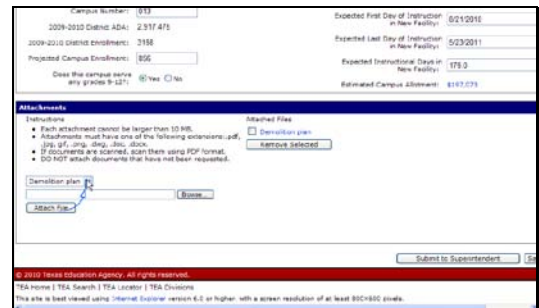 Campus Number: 013
2009-2010 District ADA: 2,917.475
2009-2010 District Enrollment: 3158
Projected Campus Enrollment: 856
Does this campus serve any grades 9-12?: Yes No
Expected First Day of Instruction in New Facility: 8/21/2010
Expected Last Day of Instruction in New Facility: 5/23/2011
Expected Instructional Days in New Facility: 178.0
Estimated Campus Allotment: $197,073
Attachments
Instructions
Each attachment cannot be larger than 10 MB.
Attachments must have one of the following extensions: .pdf,
.jpg, .gif, .png, .dwg, .doc, .docx.
If documents are scanned, scan them using PDF format.
DO NOT attach documents that have not been requested.
Attached Files
Demolition plan
Remove Selected
Demolition plan
Browse...
Attach File
Submit to Superintendent
© 2010 Texas Education Agency. All rights reserved.
TEA Home | TEA Search | TEA Locator | TEA Divisions
This site is best viewed using Internet Explorer version 6.0 or higher with a screen resolution of at least 800×600 pixels.